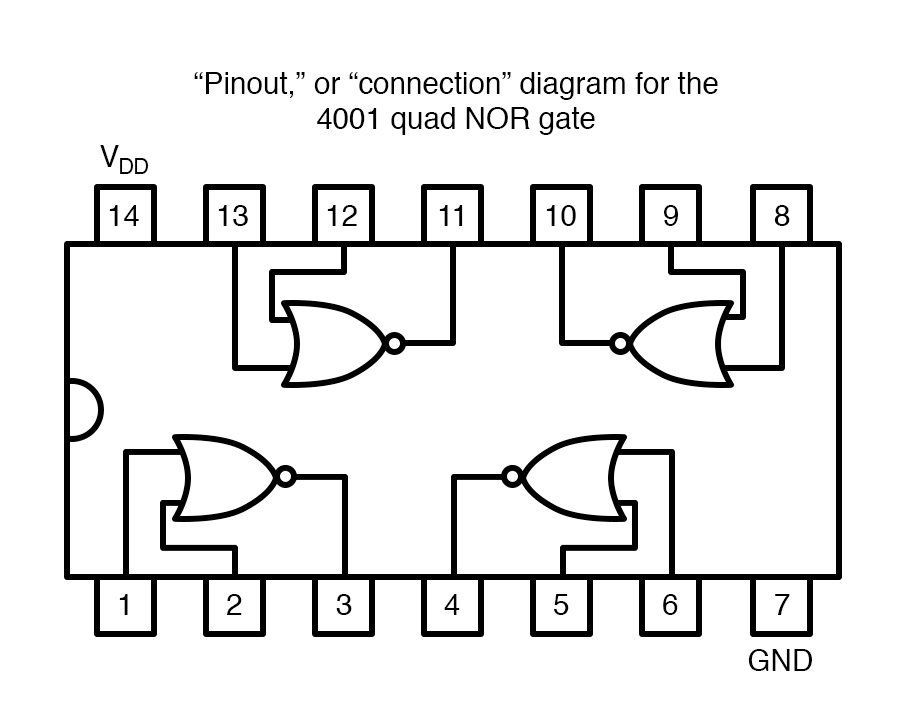 “Pinout,” or “connection” diagram for the
4001 quad NOR gate
VDD
14 13 12 11 10 9 8
1 2 3 4 5 6 7
GND